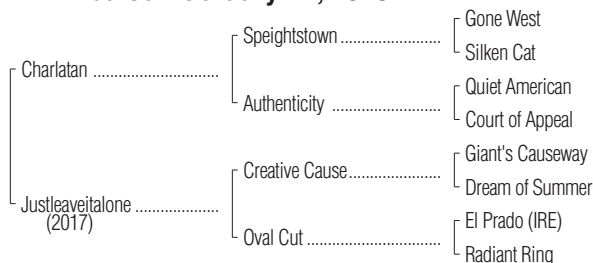 Charlatan
Justleaveitalone
(2017)
Speightstown
Authenticity
Creative Cause
Oval Cut
Gone West
Silken Cat
Quiet American
Court of Appeal
Giant's Causeway
Dream of Summer
El Prado (IRE)
Radiant Ring